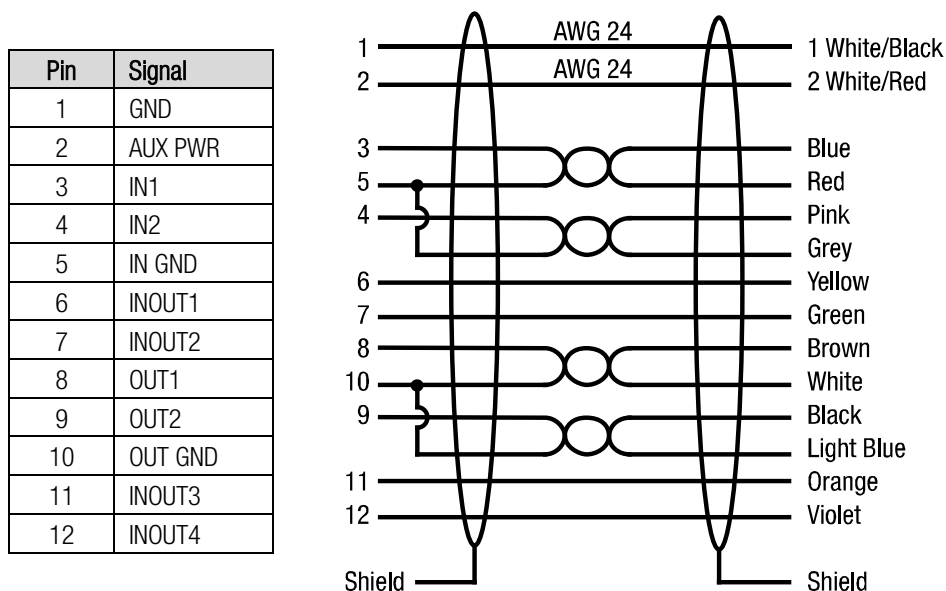 Pin Signal
1 GND
2 AUX PWR
3 IN1
4 IN2
5 IN GND
6 INOUT1
7 INOUT2
8 OUT1
9 OUT2
10 OUT GND
11 INOUT3
12 INOUT4
1 AWG 24 1 White/Black
2 AWG 24 2 White/Red
3 Blue
5 Red
4 Pink
Grey
6 Yellow
7 Green
8 Brown
10 White
9 Black
Light Blue
11 Orange
12 Violet
Shield Shield